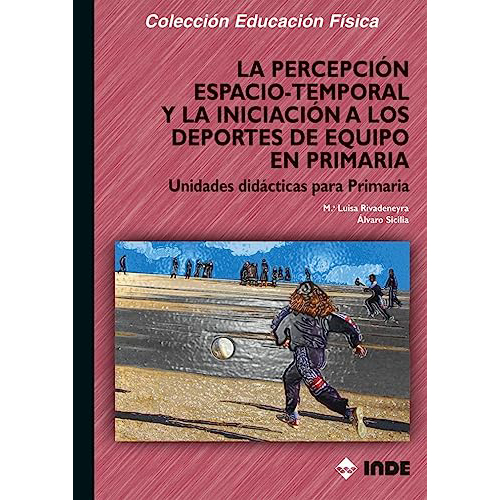 Colección Educación Física
LA PERCEPCIÓN
ESPACIO-TEMPORAL
Y LA INICIACIÓN A LOS
DEPORTES DE EQUIPO
EN PRIMARIA
Unidades didácticas para Primaria
M.ª Luisa Rivadeneyra
Álvaro Sicilia
INDE